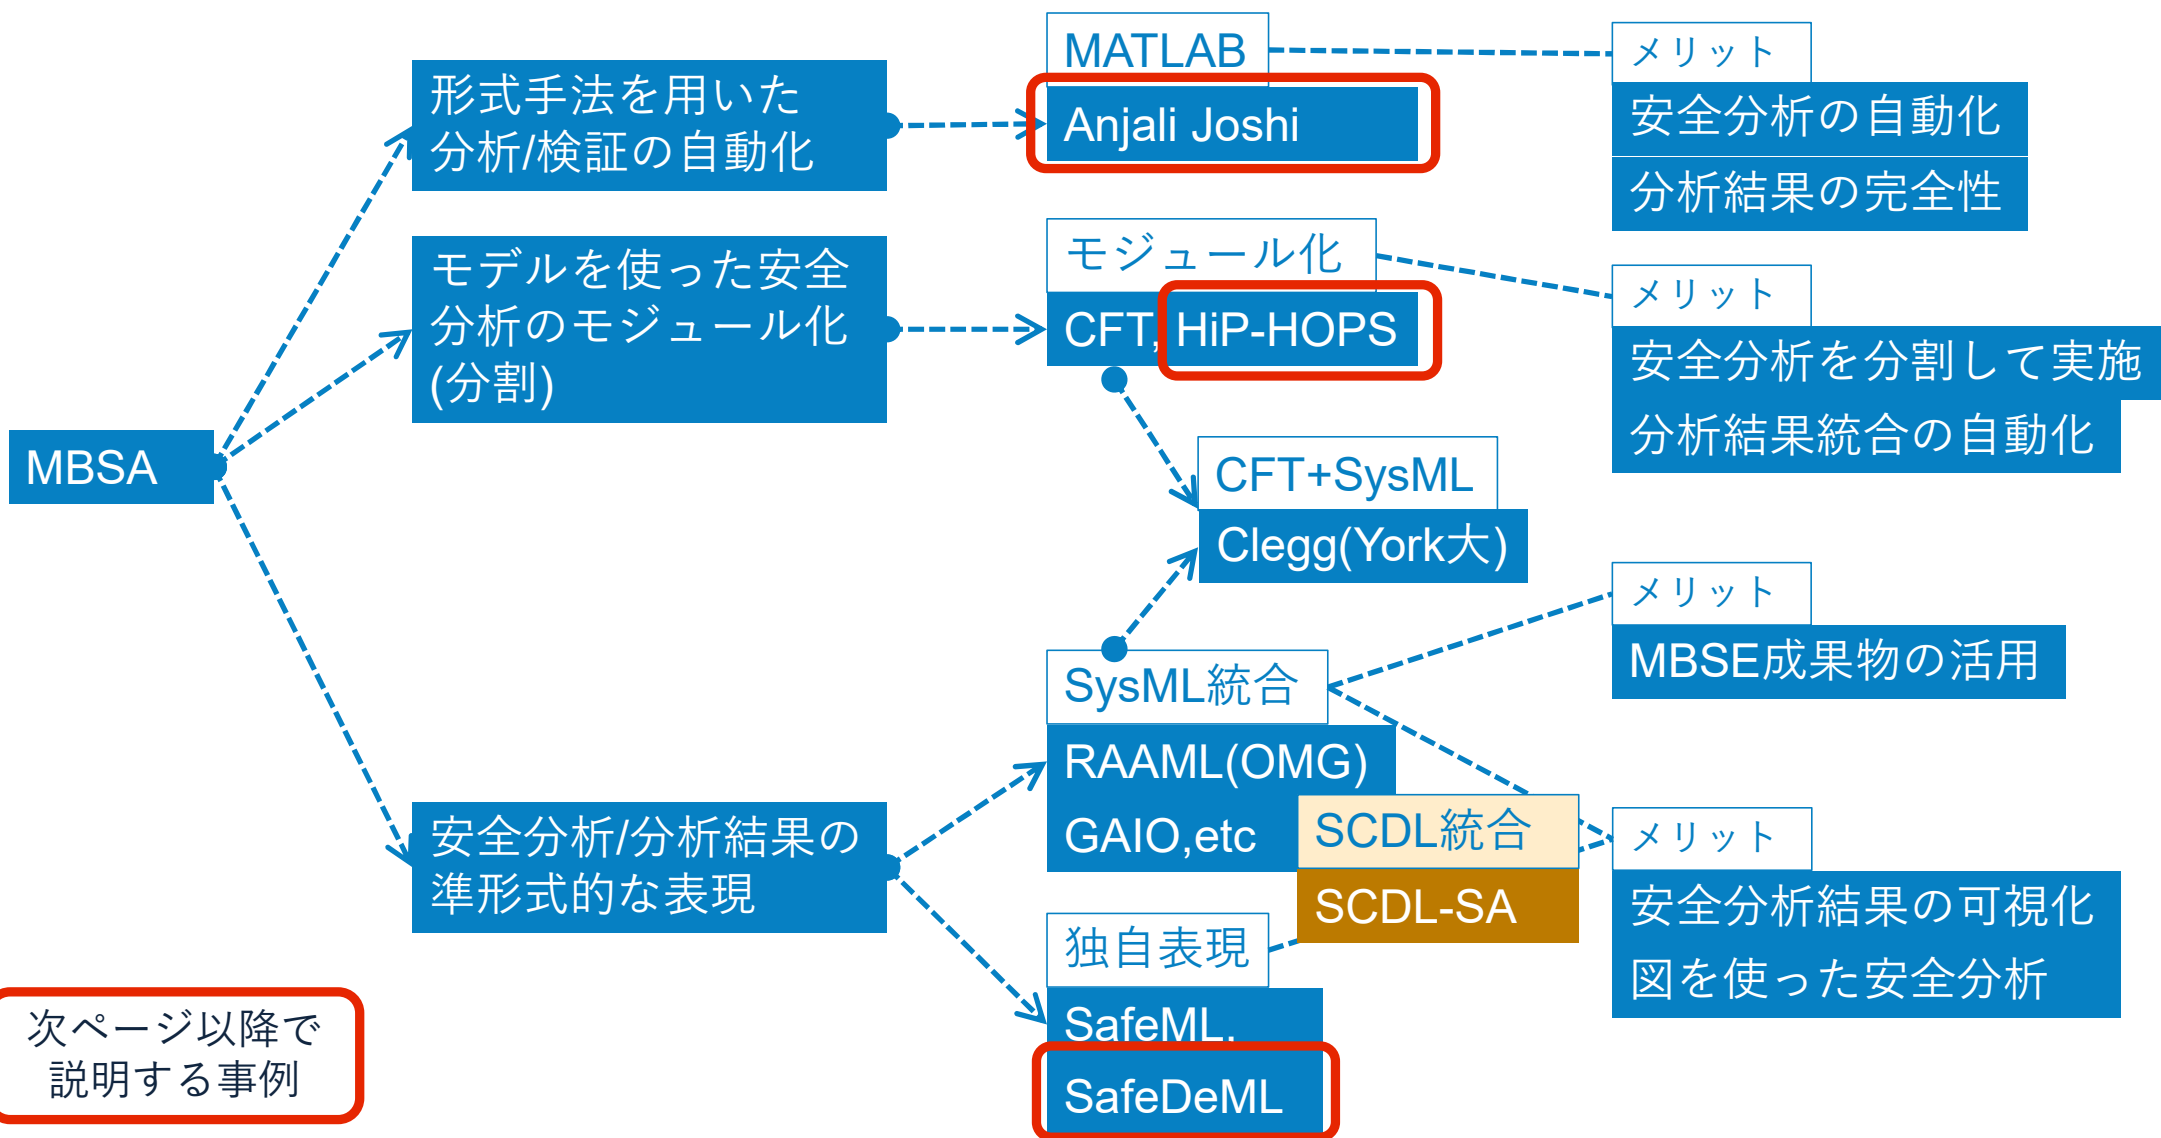 MBSA
形式手法を用いた
分析/検証の自動化
モデルを使った安全
分析のモジュール化
(分割)
安全分析/分析結果の
準形式的な表現
MATLAB
Anjali Joshi
モジュール化
CFT, HiP-HOPS
CFT+SysML
Clegg(York大)
SysML統合
RAAML(OMG)
GAIO,etc
SCDL統合
SCDL-SA
独自表現
SafeML,
SafeDeML
メリット
安全分析の自動化
分析結果の完全性
メリット
安全分析を分割して実施
分析結果統合の自動化
メリット
MBSE成果物の活用
メリット
安全分析結果の可視化
図を使った安全分析
次ページ以降で
説明する事例